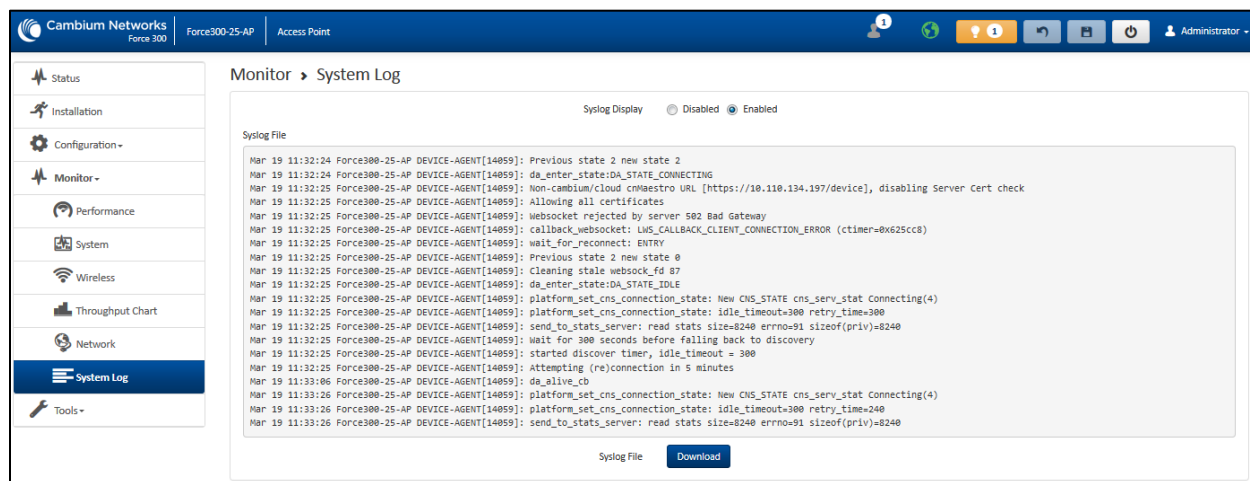 Cambium Networks
Force 300
Force300-25-AP
Access Point
1
1
Administrator
Status
Installation
Configuration
Monitor
Performance
System
Wireless
Throughput Chart
Network
System Log
Tools
Monitor › System Log
Syslog Display Disabled Enabled
Syslog File
Mar 19 11:32:24 Force300-25-AP DEVICE-AGENT[14059]: Previous state 2 new state 2
Mar 19 11:32:24 Force300-25-AP DEVICE-AGENT[14059]: da_enter_state:DA_STATE_CONNECTING
Mar 19 11:32:25 Force300-25-AP DEVICE-AGENT[14059]: Non-cambium/cloud cnMaestro URL [https://10.110.134.197/device], disabling Server Cert check
Mar 19 11:32:25 Force300-25-AP DEVICE-AGENT[14059]: Allowing all certificates
Mar 19 11:32:25 Force300-25-AP DEVICE-AGENT[14059]: Websocket rejected by server 502 Bad Gateway
Mar 19 11:32:25 Force300-25-AP DEVICE-AGENT[14059]: callback_websocket: LWS_CALLBACK_CLIENT_CONNECTION_ERROR (ctimer=0x625cc8)
Mar 19 11:32:25 Force300-25-AP DEVICE-AGENT[14059]: wait_for_reconnect: ENTRY
Mar 19 11:32:25 Force300-25-AP DEVICE-AGENT[14059]: Previous state 2 new state 0
Mar 19 11:32:25 Force300-25-AP DEVICE-AGENT[14059]: Cleaning stale websock_fd 87
Mar 19 11:32:25 Force300-25-AP DEVICE-AGENT[14059]: da_enter_state:DA_STATE_IDLE
Mar 19 11:32:25 Force300-25-AP DEVICE-AGENT[14059]: platform_set_cns_connection_state: New CNS_STATE cns_serv_stat Connecting(4)
Mar 19 11:32:25 Force300-25-AP DEVICE-AGENT[14059]: platform_set_cns_connection_state: idle_timeout=300 retry_time=300
Mar 19 11:32:25 Force300-25-AP DEVICE-AGENT[14059]: send_to_stats_server: read stats size=8240 errno=91 sizeof(priv)=8240
Mar 19 11:32:25 Force300-25-AP DEVICE-AGENT[14059]: Wait for 300 seconds before falling back to discovery
Mar 19 11:32:25 Force300-25-AP DEVICE-AGENT[14059]: started discover timer, idle_timeout = 300
Mar 19 11:32:25 Force300-25-AP DEVICE-AGENT[14059]: Attempting (re)connection in 5 minutes
Mar 19 11:33:06 Force300-25-AP DEVICE-AGENT[14059]: da_alive_cb
Mar 19 11:33:26 Force300-25-AP DEVICE-AGENT[14059]: platform_set_cns_connection_state: New CNS_STATE cns_serv_stat Connecting(4)
Mar 19 11:33:26 Force300-25-AP DEVICE-AGENT[14059]: platform_set_cns_connection_state: idle_timeout=300 retry_time=240
Mar 19 11:33:26 Force300-25-AP DEVICE-AGENT[14059]: send_to_stats_server: read stats size=8240 errno=91 sizeof(priv)=8240
Syslog File Download